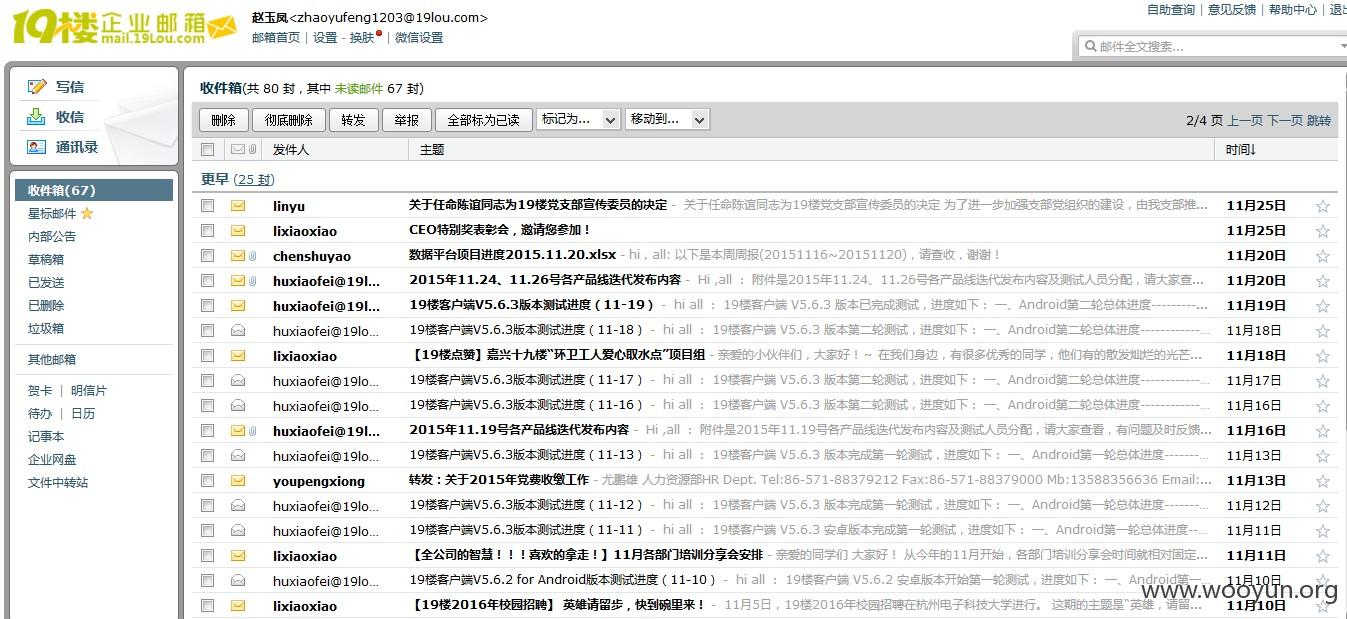 19楼企业邮箱
mail.19lou.com
赵玉凤<zhaoyufeng1203@19lou.com>
邮箱首页 | 设置 - 换肤 | 微信设置
自助查询 | 意见反馈 | 帮助中心 |
邮件全文搜索...
写信
收信
通讯录
收件箱(67)
星标邮件
内部公告
草稿箱
已发送
已删除
垃圾箱
其他邮箱
贺卡 | 明信片
待办 | 日历
记事本
企业网盘
文件中转站
收件箱(共 80 封，其中 未读邮件 67 封)
删除 彻底删除 转发 举报 全部标为已读 标记为... 移动到... 2/4 页 上一页 下一页 跳转
发件人 主题 时间↓
更早 (25 封)
linyu 关于任命陈谊同志为19楼党支部宣传委员的决定 - 关于任命陈谊同志为19楼党支部宣传委员的决定 为了进一步加强支部党组织的建设，由我支部推... 11月25日
lixiaoxiao CEO特别奖表彰会，邀请您参加！ 11月25日
chenshuyao 数据平台项目进度2015.11.20.xlsx - hi , all: 以下是本周周报(20151116~20151120)，请查收，谢谢！ 11月20日
huxiaofei@19l... 2015年11.24、11.26号各产品线迭代发布内容 - Hi ,all ： 附件是2015年11.24、11.26号各产品线迭代发布内容及测试人员分配，请大家查... 11月20日
huxiaofei@19l... 19楼客户端V5.6.3版本测试进度（11-19） - hi all ： 19楼客户端 V5.6.3 版本已完成测试，进度如下： 一、Android第二轮总体进度---------... 11月19日
huxiaofei@19lo... 19楼客户端V5.6.3版本测试进度（11-18） - hi all ： 19楼客户端 V5.6.3 版本第二轮测试，进度如下： 一、Android第二轮总体进度------------... 11月18日
lixiaoxiao 【19楼点赞】嘉兴十九楼“环卫工人爱心取水点”项目组 - 亲爱的小伙伴们，大家好！~ 在我们身边，有很多优秀的同学，他们有的散发灿烂的光芒... 11月18日
huxiaofei@19lo... 19楼客户端V5.6.3版本测试进度（11-17） - hi all ： 19楼客户端 V5.6.3 版本第二轮测试，进度如下： 一、Android第二轮总体进度------------... 11月17日
huxiaofei@19lo... 19楼客户端V5.6.3版本测试进度（11-16） - hi all ： 19楼客户端 V5.6.3 版本第二轮测试，进度如下： 一、Android第二轮总体进度------------... 11月16日
huxiaofei@19l... 2015年11.19号各产品线迭代发布内容 - Hi ,all ： 附件是2015年11.19号各产品线迭代发布内容及测试人员分配，请大家查看，有问题及时反馈... 11月16日
huxiaofei@19lo... 19楼客户端V5.6.3版本测试进度（11-13） - hi all ： 19楼客户端 V5.6.3 版本完成第一轮测试，进度如下： 一、Android第一轮总体进度-------... 11月13日
youpengxiong 转发：关于2015年党费收缴工作 - 尤鹏雄 人力资源部HR Dept. Tel:86-571-88379212 Fax:86-571-88379000 Mb:13588356636 Email:... 11月13日
huxiaofei@19lo... 19楼客户端V5.6.3版本测试进度（11-12） - hi all ： 19楼客户端 V5.6.3 版本完成第一轮测试，进度如下： 一、Android第一轮总体进度-------... 11月12日
huxiaofei@19lo... 19楼客户端V5.6.3版本测试进度（11-11） - hi all ： 19楼客户端 V5.6.3 安卓版本完成第一轮测试，进度如下： 一、Android第一轮总体进度--... 11月11日
lixiaoxiao 【全公司的智慧！！！喜欢的拿走！】11月各部门培训分享会安排 - 亲爱的同学们 大家好！ 从今年的11月开始，各部门培训分享会时间就相对固定... 11月11日
huxiaofei@19lo... 19楼客户端V5.6.2 for Android版本测试进度（11-10） - hi all ： 19楼客户端 V5.6.2 安卓版本开始第一轮测试，进度如下： 一、Android第一... 11月10日
lixiaoxiao 【19楼2016年校园招聘】 英雄请留步，快到碗里来！ - 11月5日，19楼2016年校园招聘在杭州电子科技大学进行。 这期的主题是“英雄，请留... 11月10日
www.wooyun.org